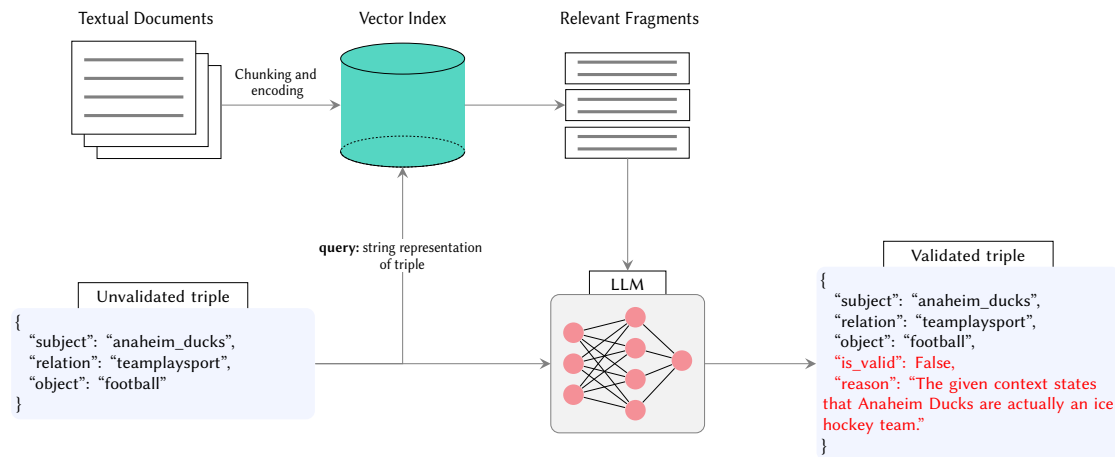 Textual Documents
Vector Index
Relevant Fragments
Chunking and
encoding
query: string representation
of triple
Unvalidated triple
{
“subject”: “anaheim_ducks”,
“relation”: “teamplaysport”,
“object”: “football”
}
LLM
Validated triple
{
“subject”: “anaheim_ducks”,
“relation”: “teamplaysport”,
“object”: “football”,
“is_valid”: False,
“reason”: “The given context states
that Anaheim Ducks are actually an ice
hockey team.”
}